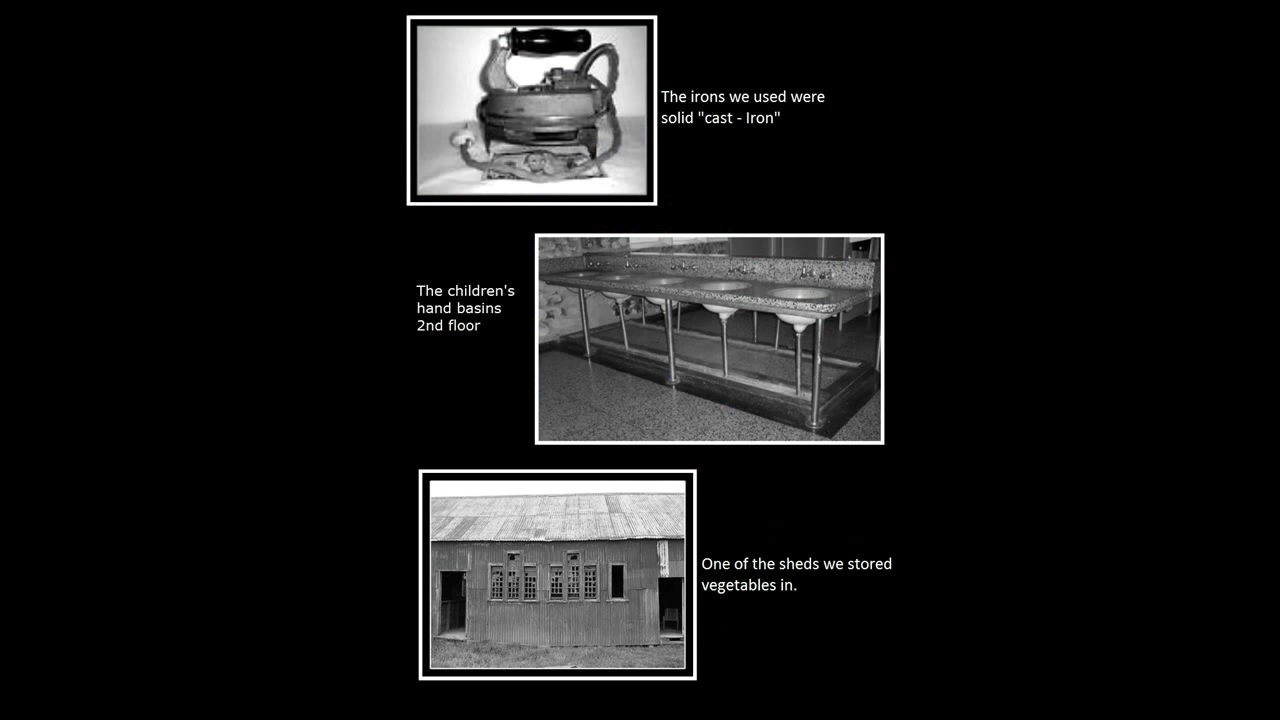 The irons we used were
solid "cast - Iron"
The children's
hand basins
2nd floor
One of the sheds we stored
vegetables in.